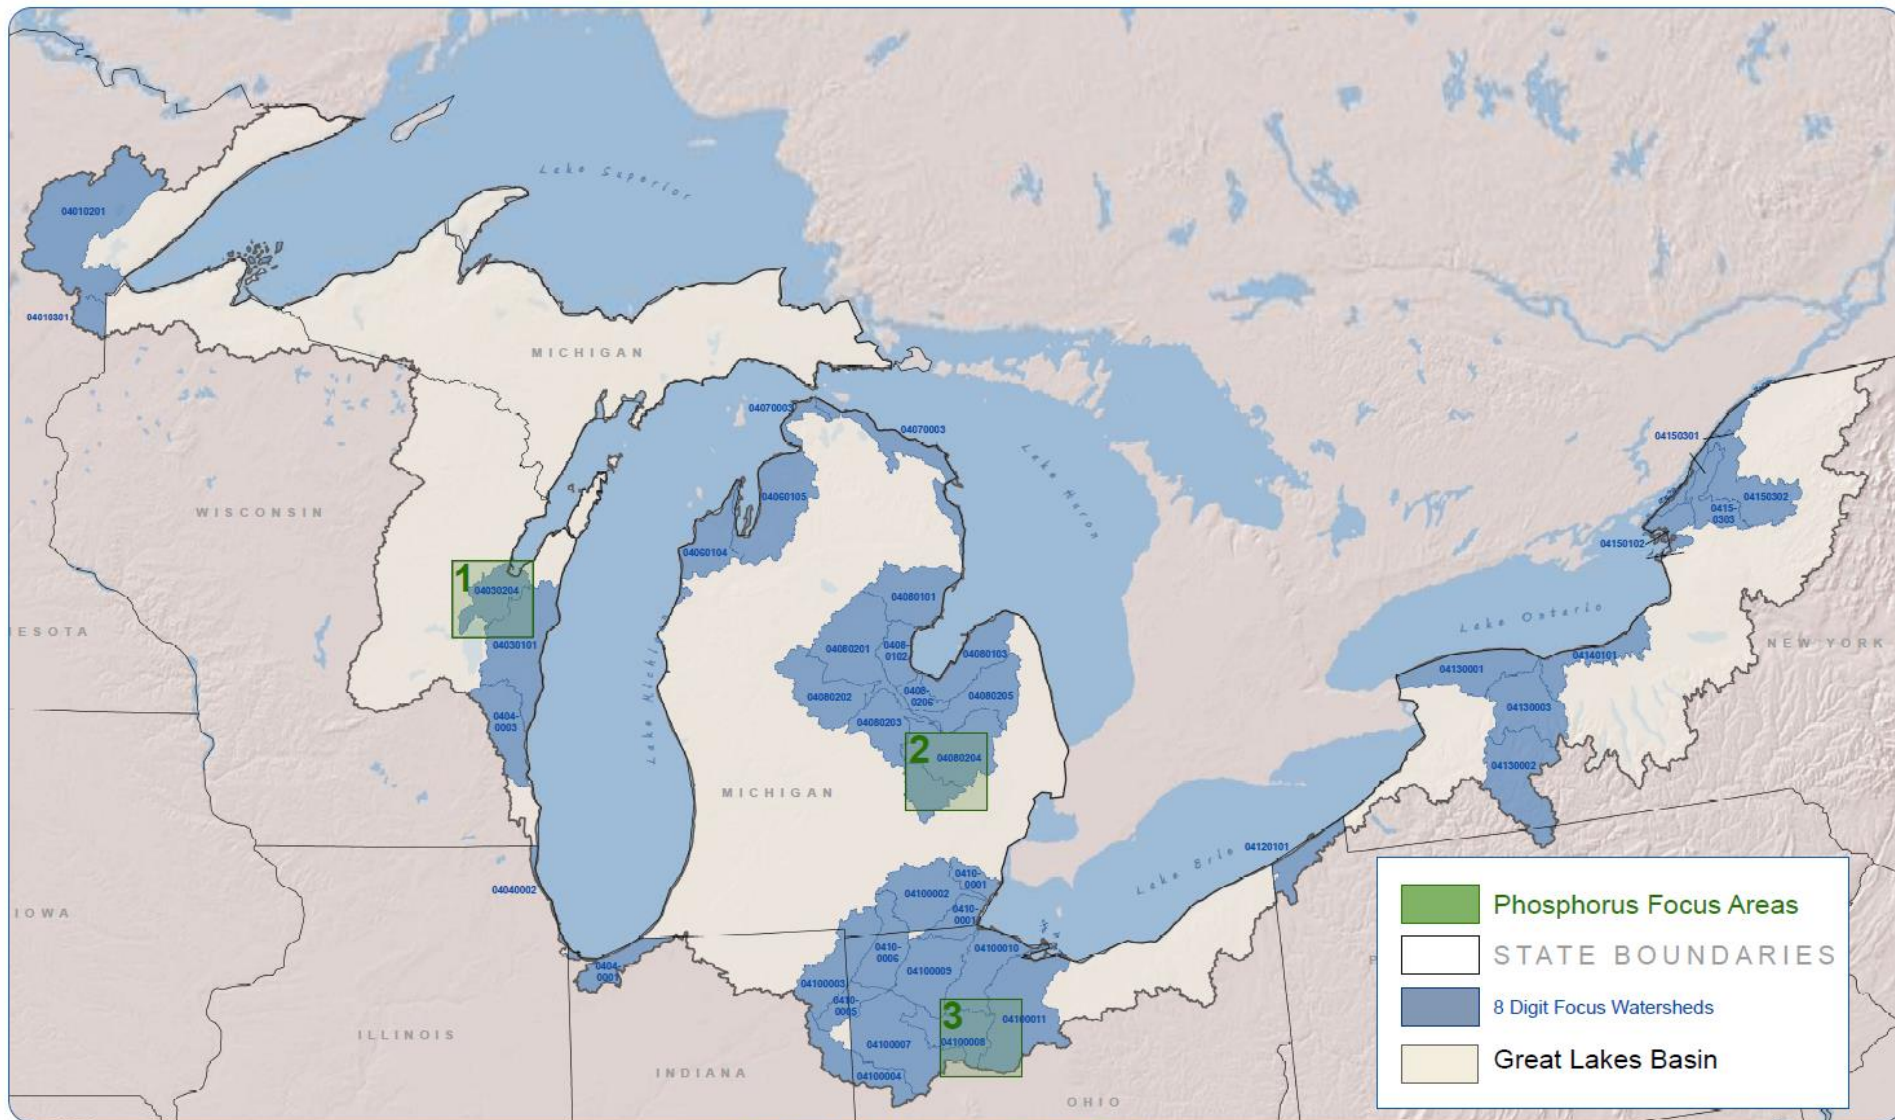 Lake Superior
04010201
04010301
MICHIGAN
04070003
04070003
Lake Huron
04150301
04060105
04150302
0415-
0303
WISCONSIN
04150102
04060104
1
04030204
04080101
Lake Ontario
NEW YORK
ESOTA
04030101
04080201
0408-
0102
04080103
04140101
04130001
04080202
0408-
0206
04080205
Lake Michigan
04130003
0404-
0003
04080203
2
04080204
04130002
MICHIGAN
Lake Erie
04120101
04040002
0410-
0001
04100002
0410-
0001
IOWA
0410-
0006
04100010
04100009
0404-
0001
04100003
0410-
0005
3
04100011
04100007
04100008
ILLINOIS
INDIANA
04100004
OHIO
P
Phosphorus Focus Areas
STATE BOUNDARIES
8 Digit Focus Watersheds
Great Lakes Basin